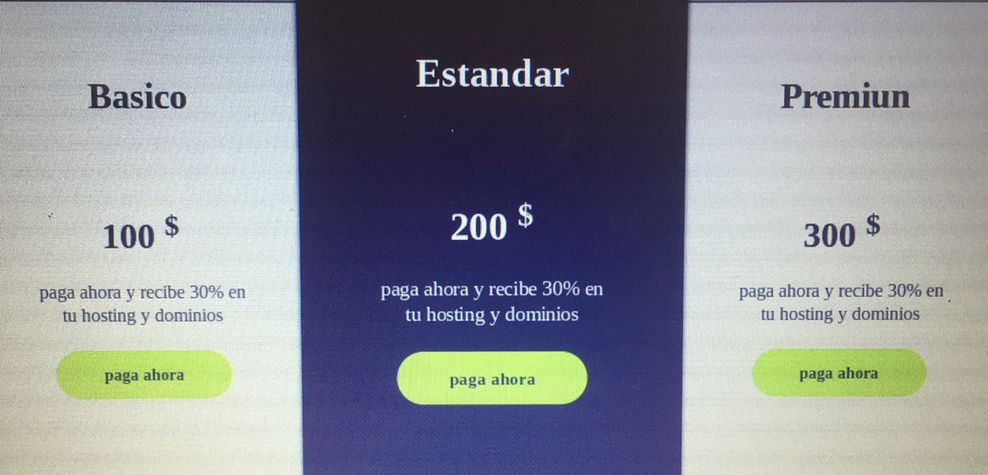 Basico
100 $
paga ahora y recibe 30% en
tu hosting y dominios
paga ahora
Estandar
200 $
paga ahora y recibe 30% en
tu hosting y dominios
paga ahora
Premiun
300 $
paga ahora y recibe 30% en
tu hosting y dominios
paga ahora